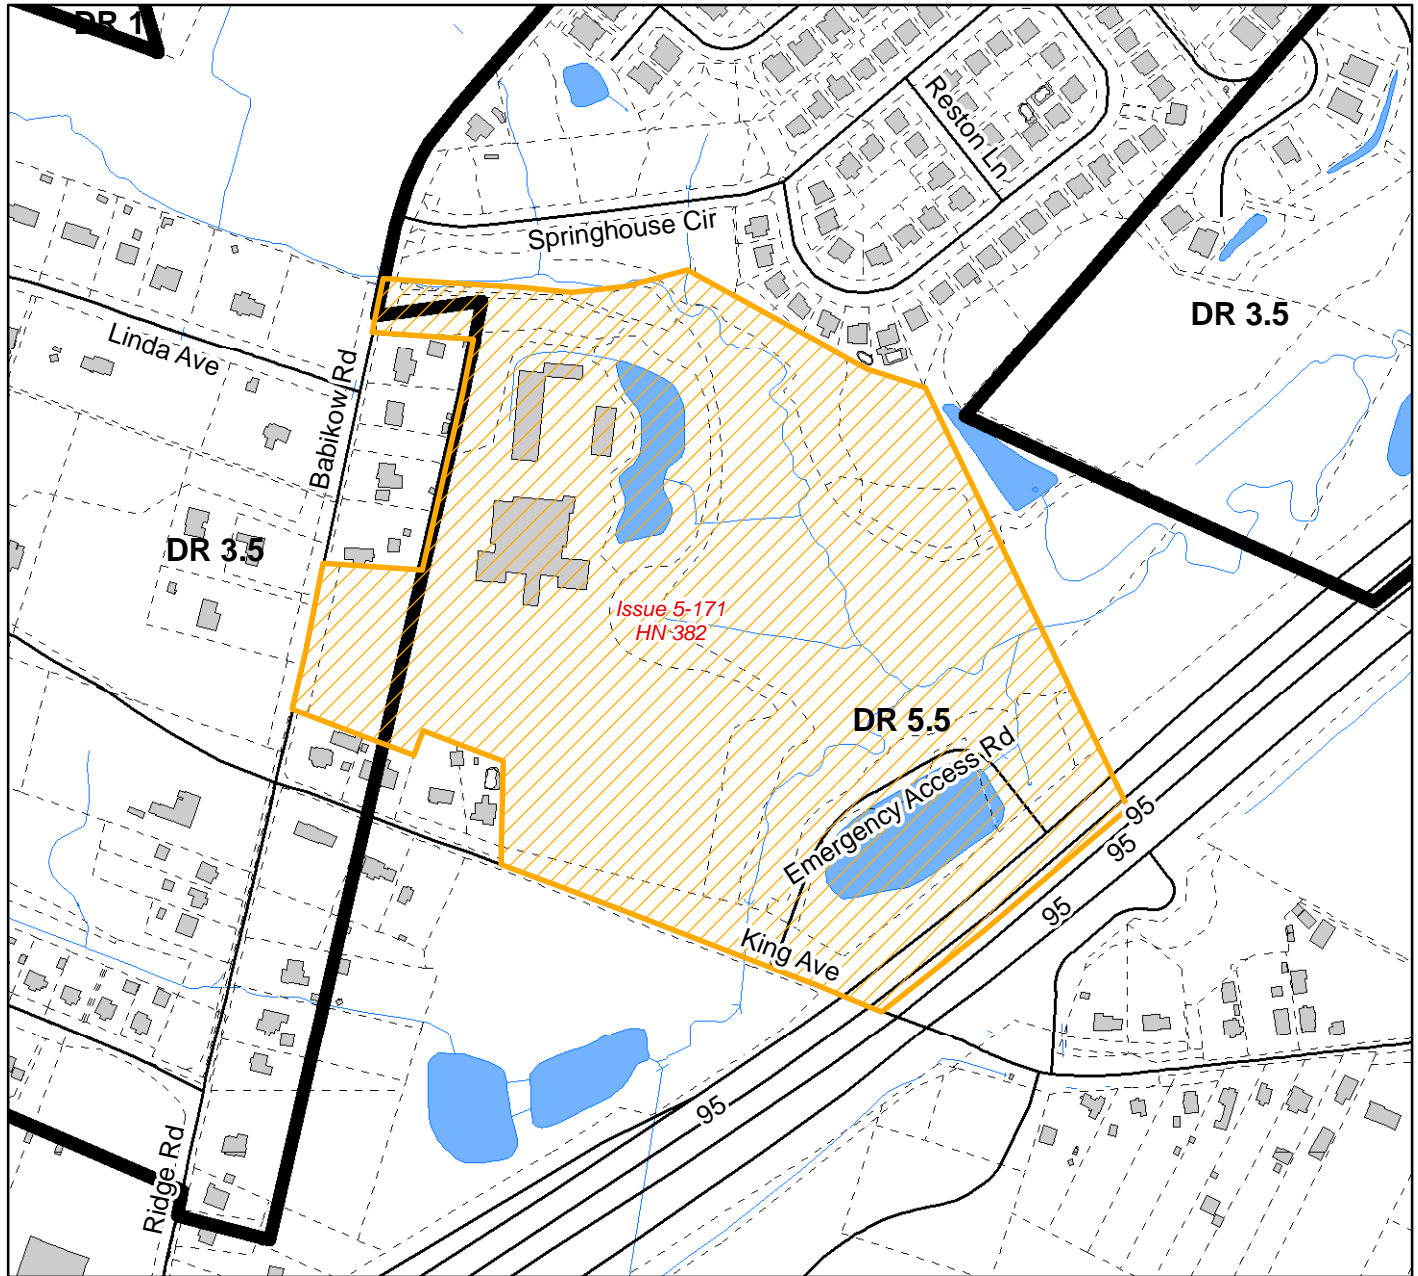 DR 1
Reston Ln
Springhouse Cir
DR 3.5
Linda Ave
Babikow Rd
DR 3.5
Issue 5-171
HN 382
DR 5.5
Emergency Access Rd
95
95
95
King Ave
95
Ridge Rd